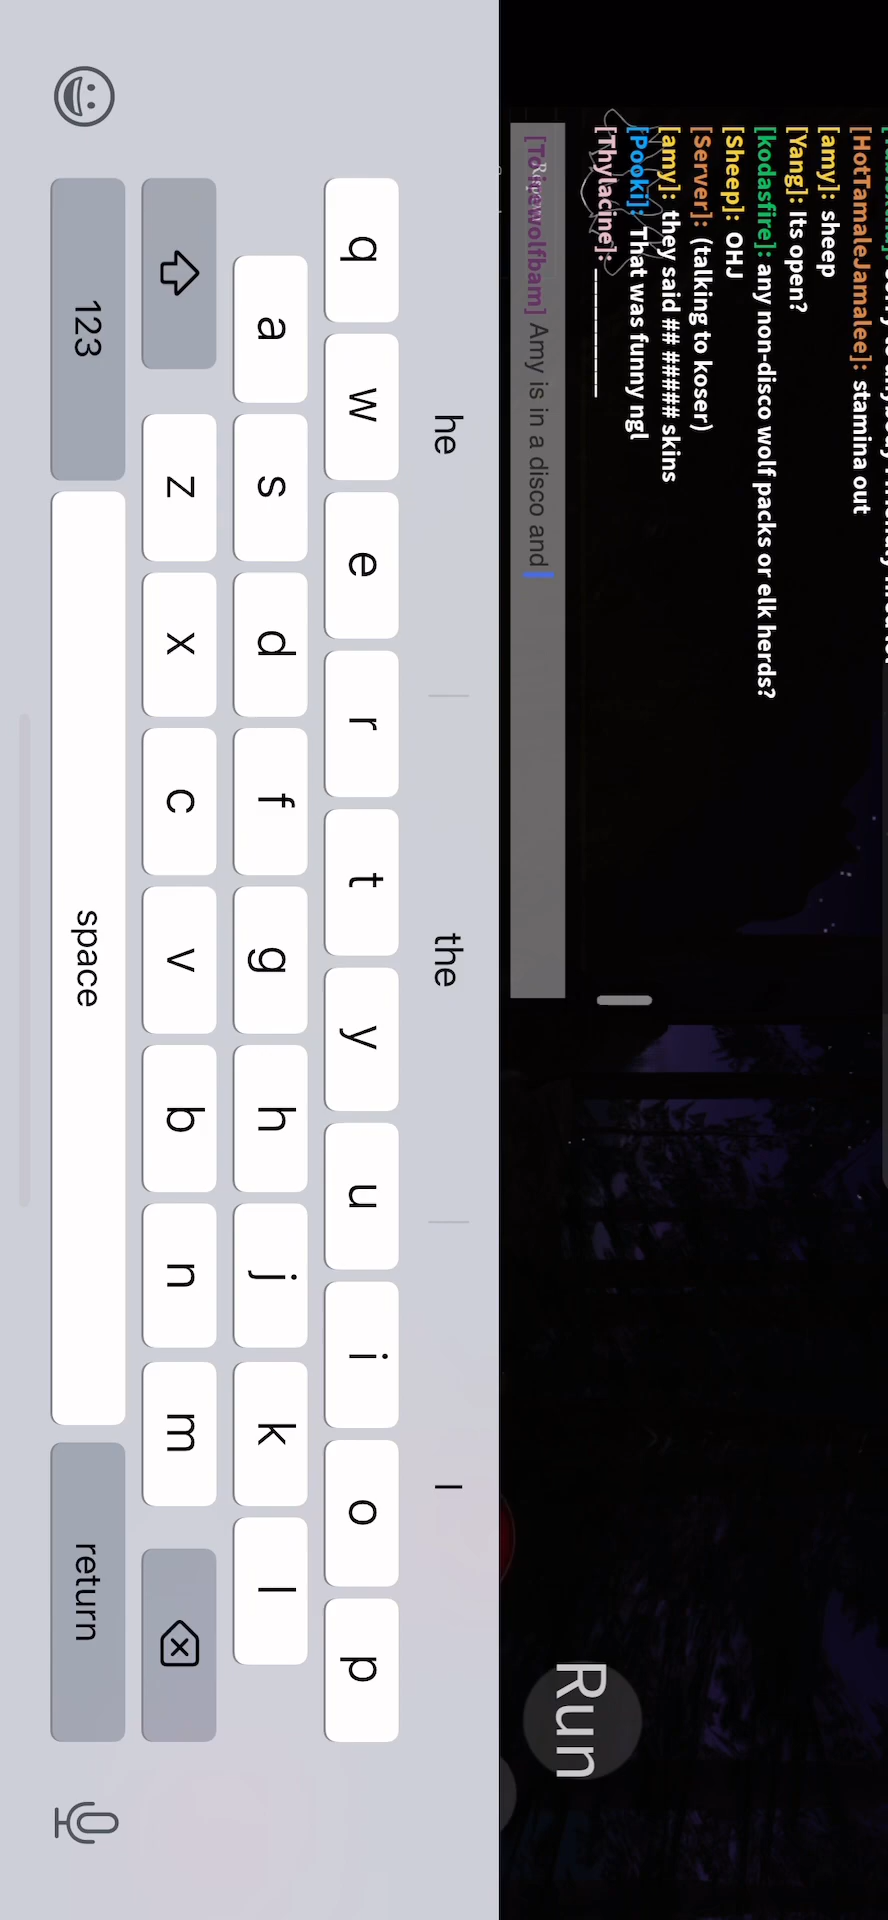 [HotTamaleJamalee]: stamina out
[amy]: sheep
[Yang]: Its open?
[kodasfire]: any non-disco wolf packs or elk herds?
[Sheep]: OHJ
[Server]: (talking to koser)
[amy]: they said ## ##### skins
[Pooki]: That was funny ngl
[Thylacine]: ___________
Amy is in a disco and
Run
he
the
I
q w e r t y u i o p
a s d f g h j k l
z x c v b n m
123
space
return